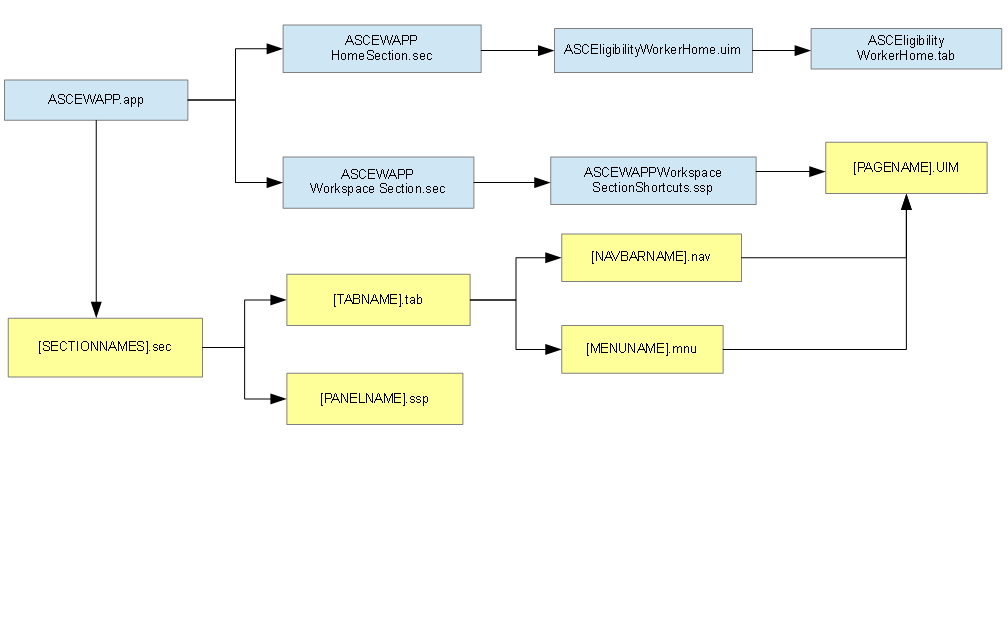 ASCEWAPP
HomeSection.sec
ASCEligibilityWorkerHome.uim
ASCEligibility
WorkerHome.tab
ASCEWAPP.app
ASCEWAPP
Workspace Section.sec
ASCEWAPPWorkspace
SectionShortcuts.ssp
[PAGENAME].UIM
[NAVBARNAME].nav
[TABNAME].tab
[SECTIONNAMES].sec
[MENUNAME].mnu
[PANELNAME].ssp